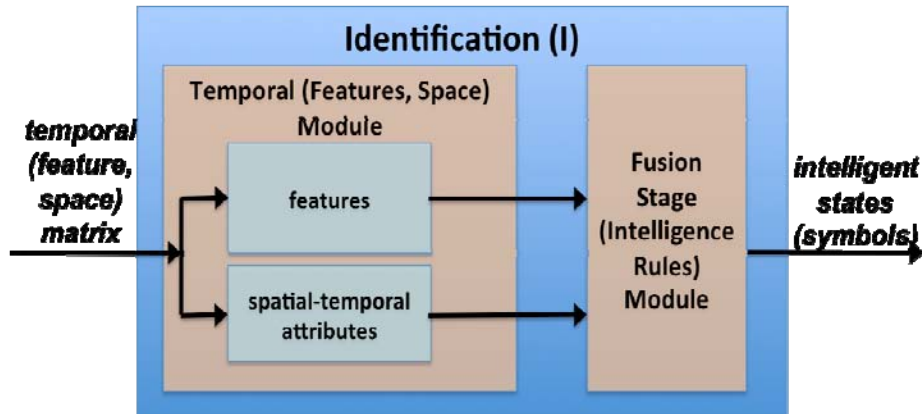 Identification (I)
Temporal (Features, Space)
Module
temporal
(feature,
space)
matrix
features
spatial-temporal
attributes
Fusion
Stage
(Intelligence
Rules)
Module
intelligent
states
(symbols)